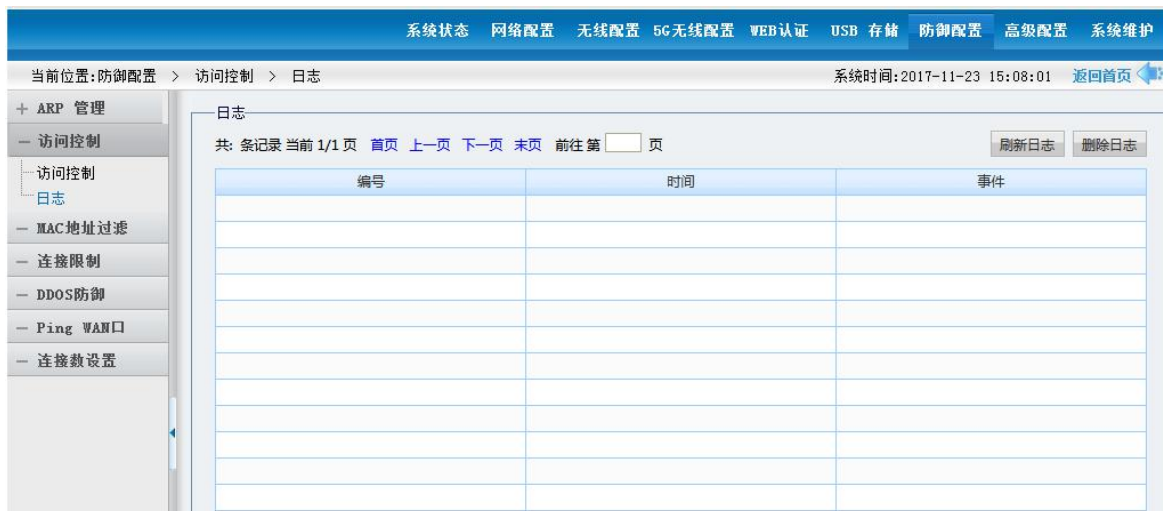 系统状态 网络配置 无线配置 5G无线配置 WEB认证 USB 存储 防御配置 高级配置 系统维护
当前位置:防御配置 > 访问控制 > 日志 系统时间:2017-11-23 15:08:01 返回首页
+ ARP 管理
日志
— 访问控制
共: 条记录 当前 1/1 页 首页 上一页 下一页 末页 前往 第 页 刷新日志 删除日志
访问控制
编号 时间 事件
日志
— MAC地址过滤
— 连接限制
— DDOS防御
— Ping WAN口
— 连接数设置